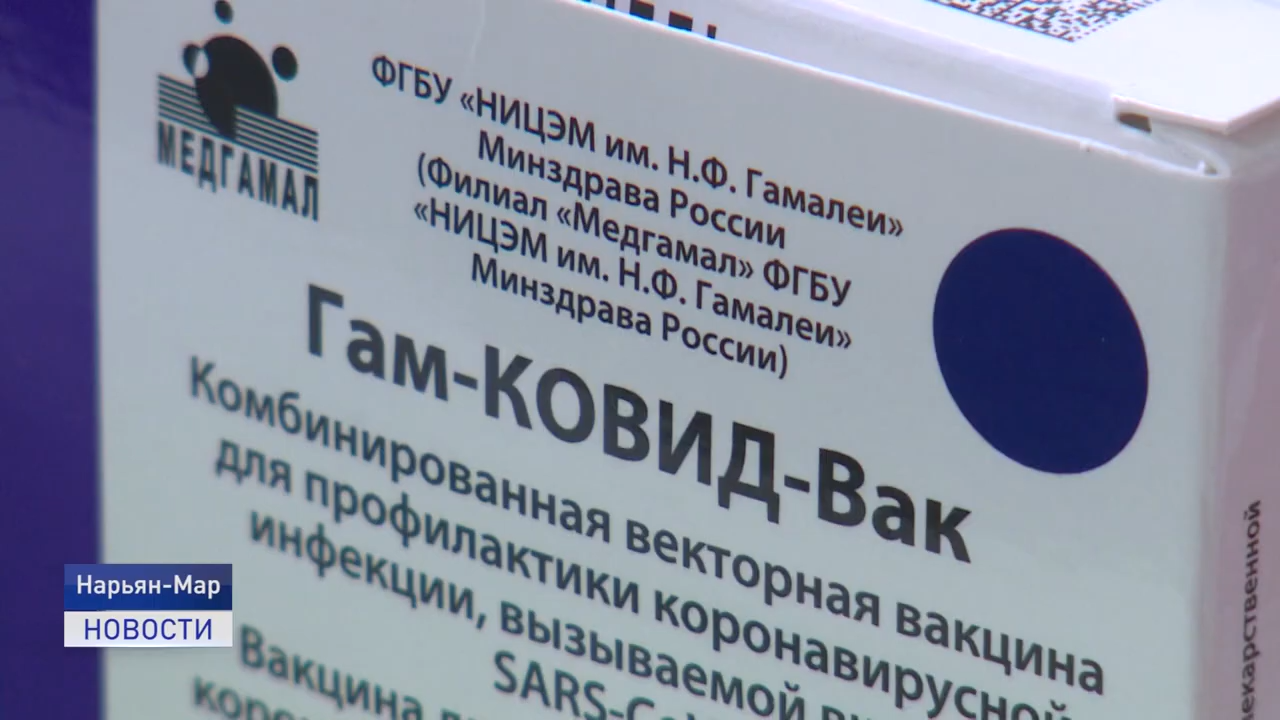 МЕДГАМАЛ
ФГБУ «НИЦЭМ им. Н.Ф. Гамалеи»
Минздрава России
(Филиал «Медгамал» ФГБУ
«НИЦЭМ им. Н.Ф. Гамалеи»
Минздрава России)
Гам-КОВИД-Вак
Комбинированная векторная вакцина
для профилактики коронавирусной
инфекции, вызываемой
Вакцина
Нарьян-Мар
НОВОСТИ